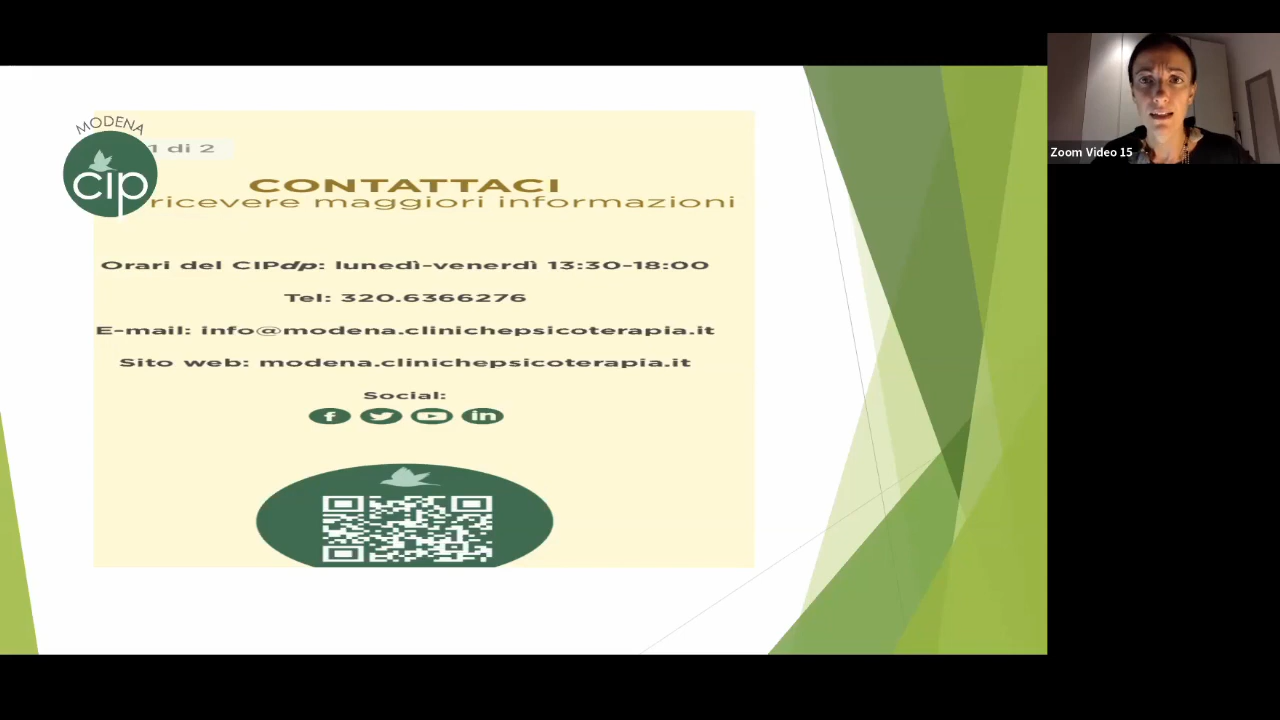 MODENA
cip
1 di 2
CONTATTACI
ricevere maggiori informazioni
Orari del CIPdp: lunedì-venerdì 13:30-18:00
Tel: 320.6366276
E-mail: info@modena.clinichepsicoterapia.it
Sito web: modena.clinichepsicoterapia.it
Social:
f in
Zoom Video 15